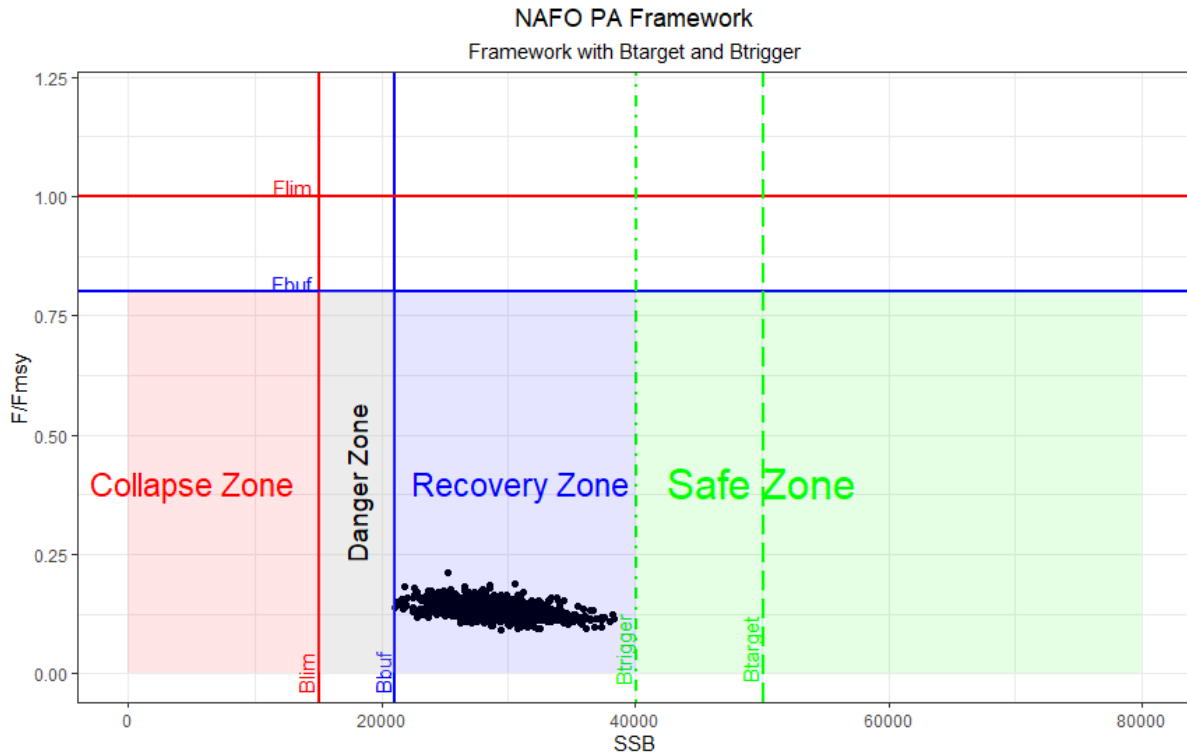 NAFO PA Framework
Framework with Btarget and Btrigger
1.25
Flim
1.00
Fbuf
0.75
F/Fmsy
0.50
Collapse Zone
Danger Zone
Recovery Zone
Safe Zone
0.25
Blim
Bbuf
Btrigger
Btarget
0.00
0
20000
40000
60000
80000
SSB